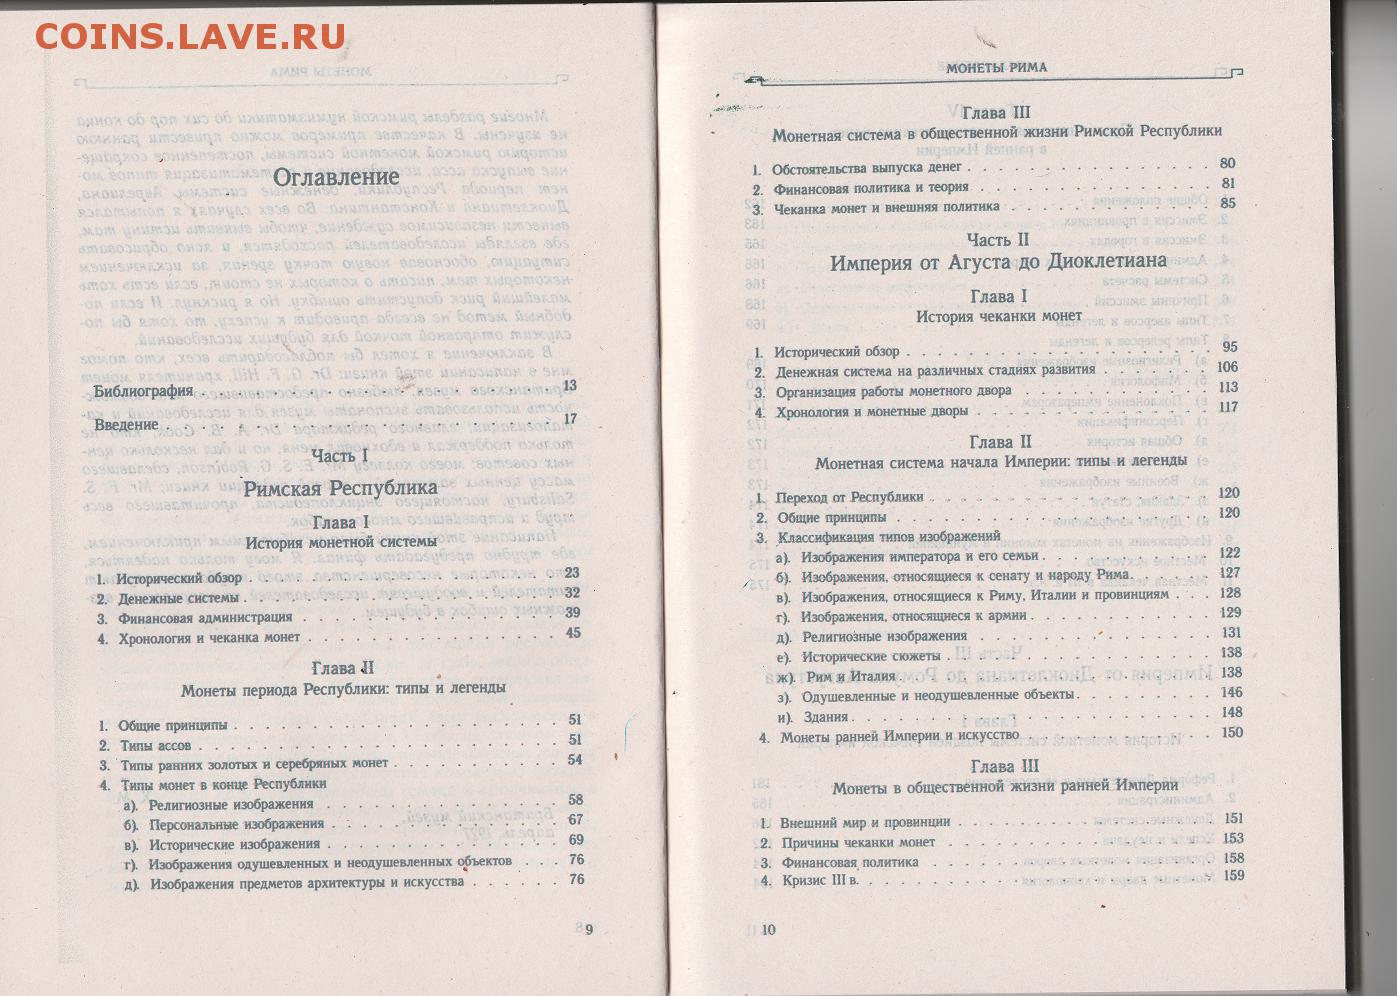 COINS.LAVE.RU
Оглавление
Библиография . . . 13
Введение . . . 17
Часть I
Римская Республика
Глава I
История монетной системы
1. Исторический обзор . . . 23
2. Денежные системы . . . 32
3. Финансовая администрация . . . 39
4. Хронология и чеканка монет . . . 45
Глава II
Монеты периода Республики: типы и легенды
1. Общие принципы . . . 51
2. Типы ассов . . . 51
3. Типы ранних золотых и серебряных монет . . . 54
4. Типы монет в конце Республики
а). Религиозные изображения . . . 58
б). Персональные изображения . . . 67
в). Исторические изображения . . . 69
г). Изображения одушевленных и неодушевленных объектов . . . 76
д). Изображения предметов архитектуры и искусства . . . 76
9
МОНЕТЫ РИМА
Глава III
Монетная система в общественной жизни Римской Республики
1. Обстоятельства выпуска денег . . . 80
2. Финансовая политика и теория . . . 81
3. Чеканка монет и внешняя политика . . . 85
Часть II
Империя от Агуста до Диоклетиана
Глава I
История чеканки монет
1. Исторический обзор . . . 95
2. Денежная система на различных стадиях развития . . . 106
3. Организация работы монетного двора . . . 113
4. Хронология и монетные дворы . . . 117
Глава II
Монетная система начала Империи: типы и легенды
1. Переход от Республики . . . 120
2. Общие принципы . . . 120
3. Классификация типов изображений
а). Изображения императора и его семьи . . . 122
б). Изображения, относящиеся к сенату и народу Рима . . . 127
в). Изображения, относящиеся к Риму, Италии и провинциям . . . 128
г). Изображения, относящиеся к армии . . . 129
д). Религиозные изображения . . . 131
е). Исторические сюжеты . . . 138
ж). Рим и Италия . . . 138
з). Одушевленные и неодушевленные объекты . . . 146
и). Здания . . . 148
4. Монеты ранней Империи и искусство . . . 150
Глава III
Монеты в общественной жизни ранней Империи
1. Внешний мир и провинции . . . 151
2. Причины чеканки монет . . . 153
3. Финансовая политика . . . 158
4. Кризис III в. . . . 159
10